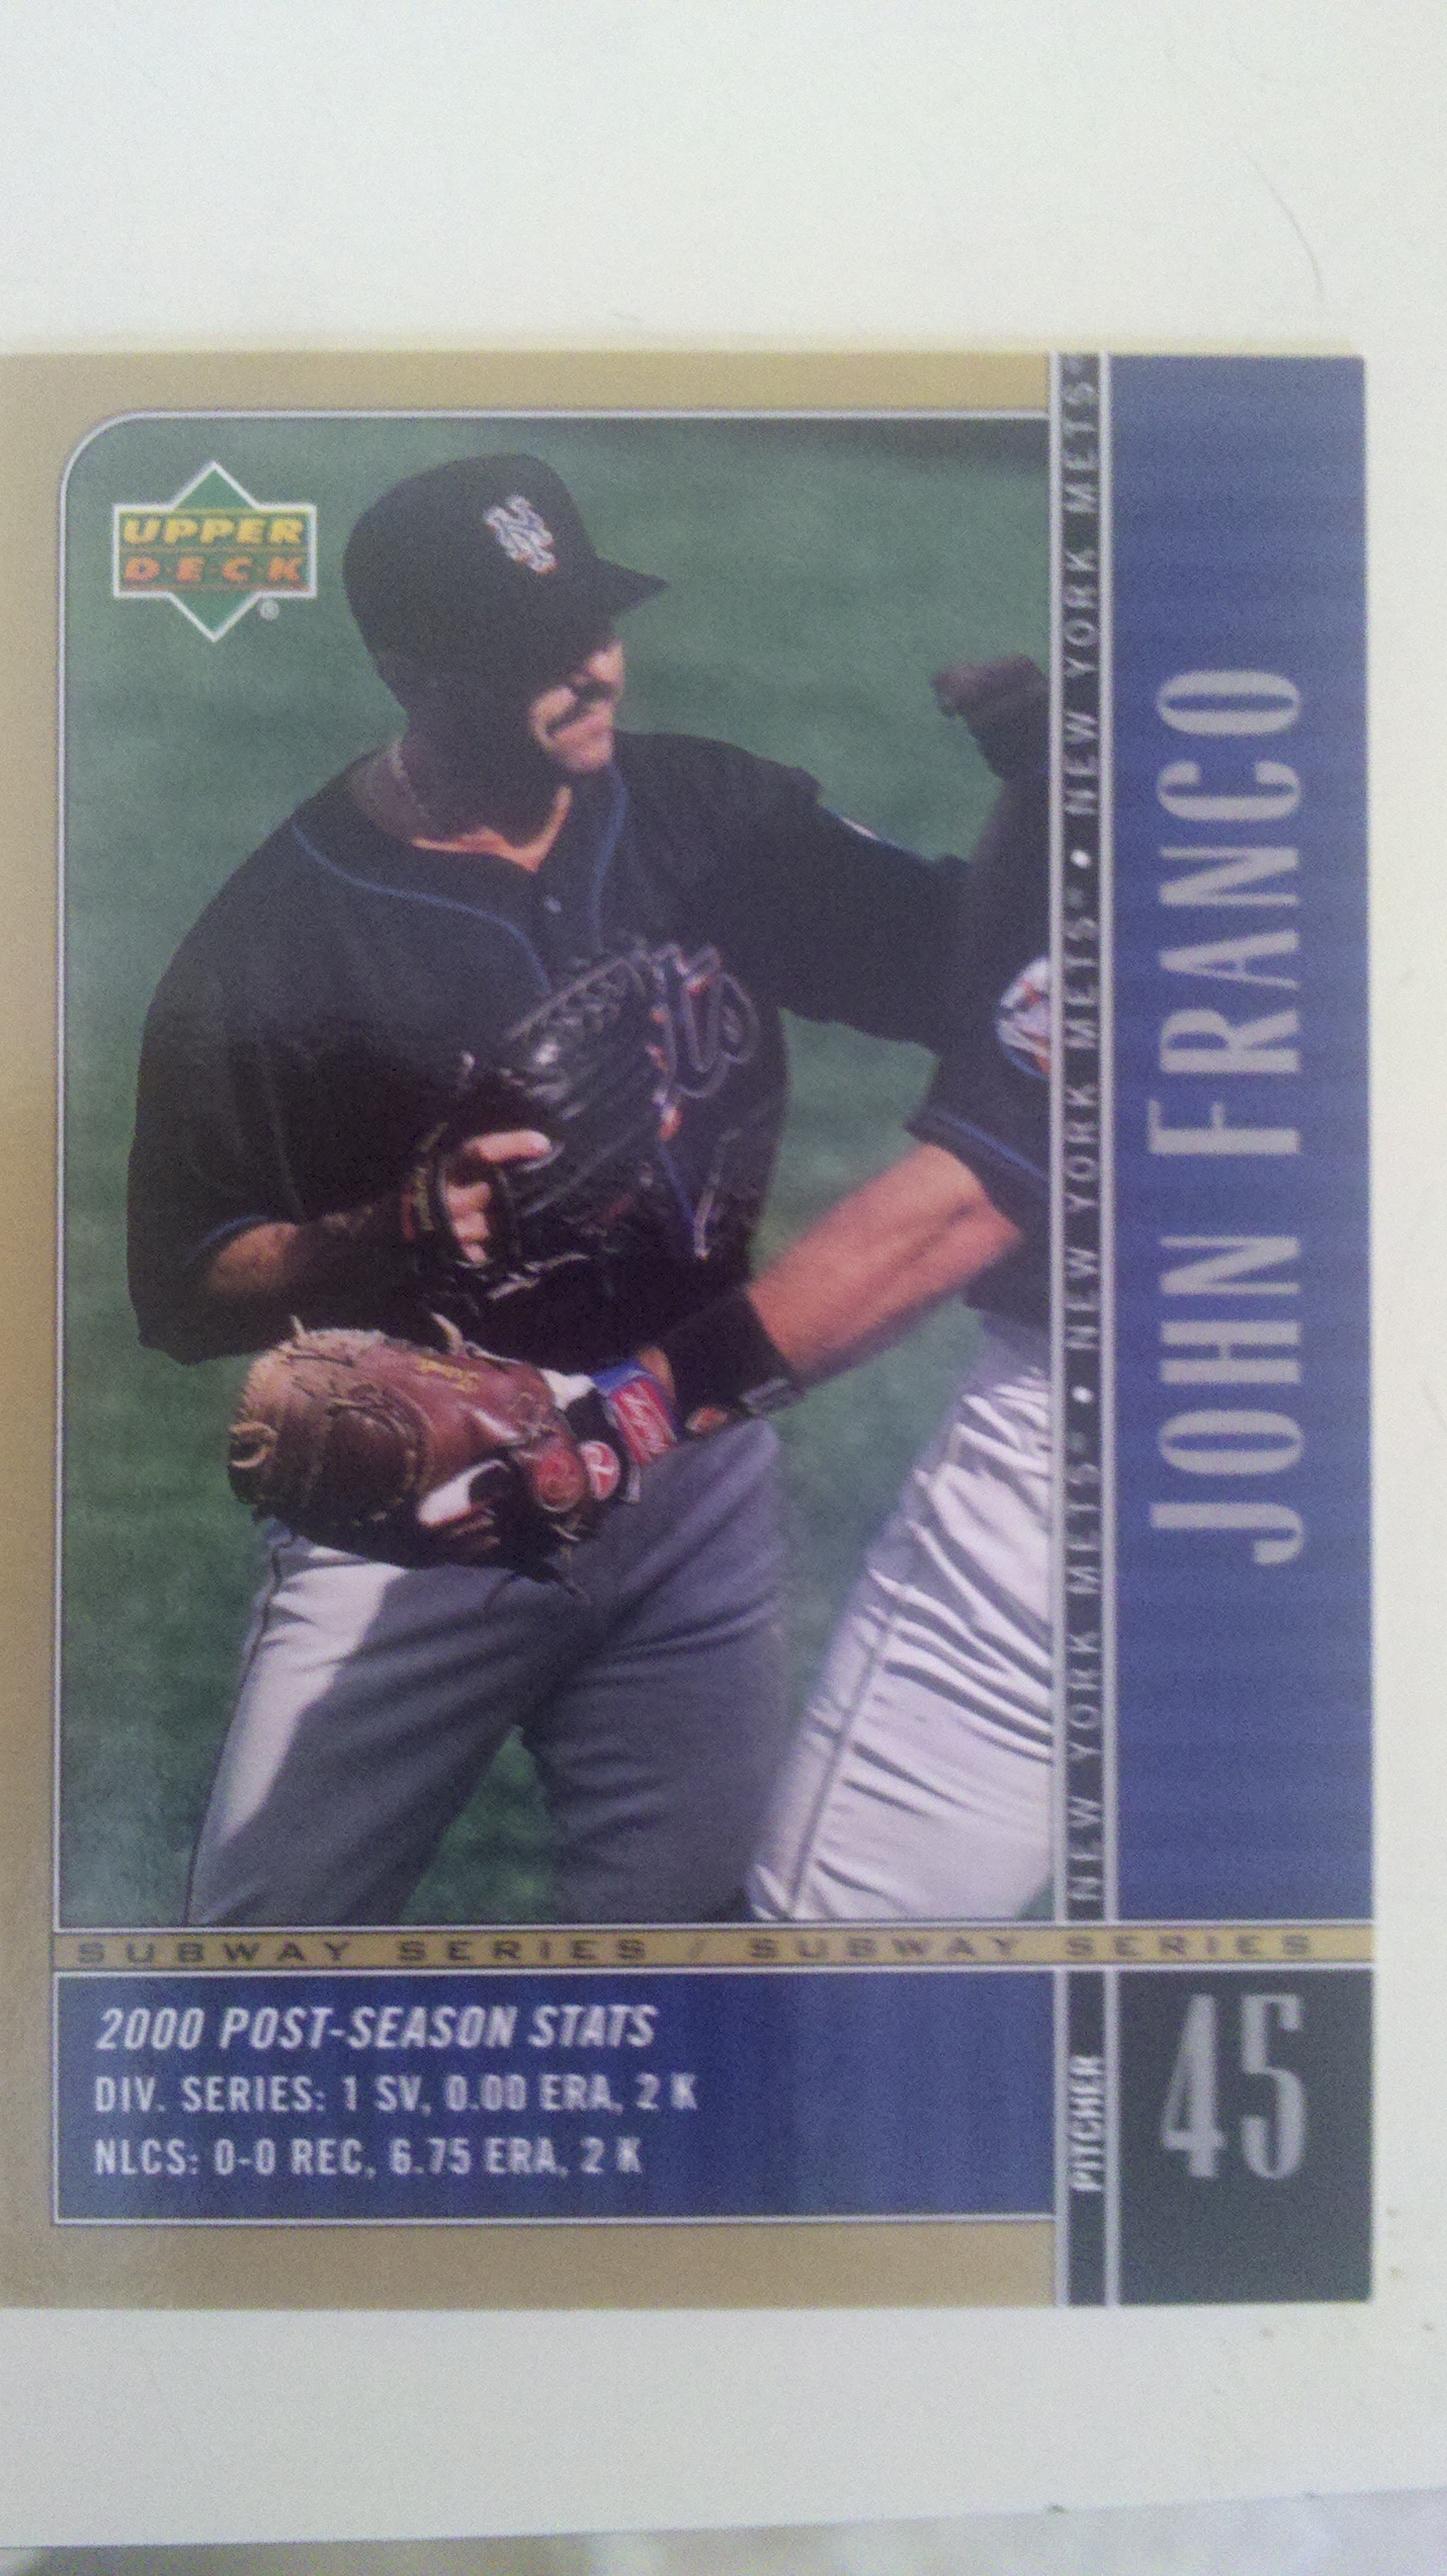 UPPER
DECK
®
NEW YORK METS • NEW YORK METS® • NEW YORK METS®
JOHN FRANCO
SUBWAY SERIES / SUBWAY SERIES
2000 POST-SEASON STATS
DIV. SERIES: 1 SV, 0.00 ERA, 2 K
NLCS: 0-0 REC, 6.75 ERA, 2 K
PITCHER
45